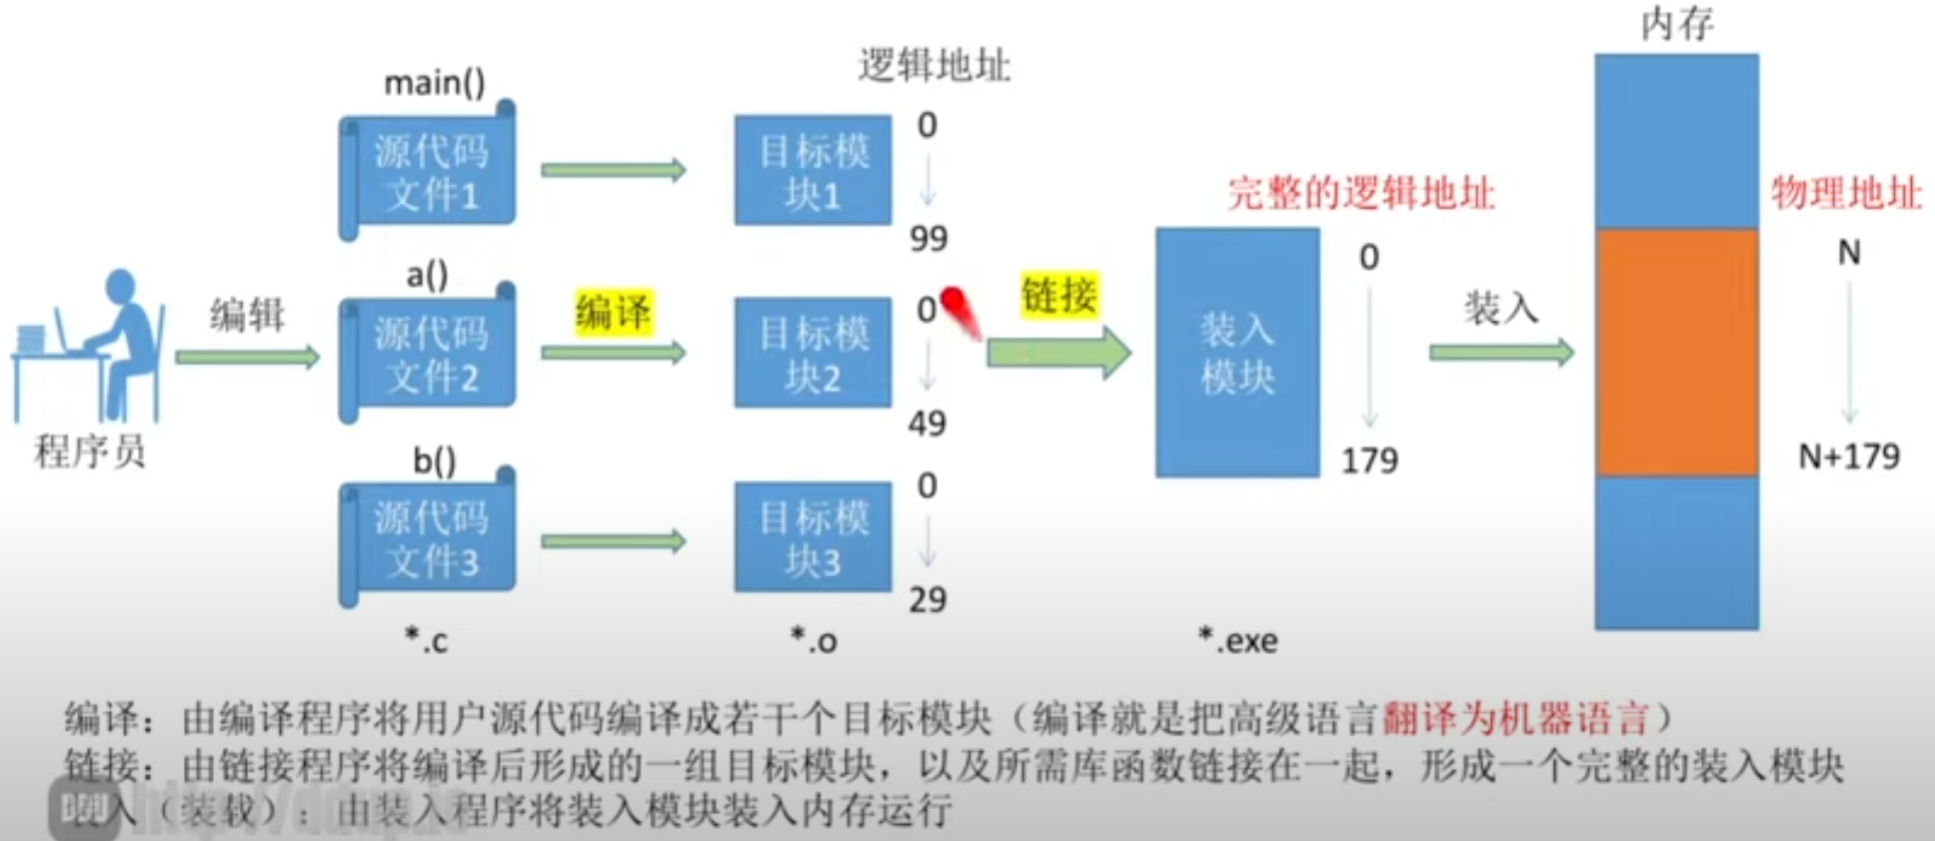 内存
逻辑地址
main()
源代码
文件1
目标模
块1
0
99
完整的逻辑地址
物理地址
0
N
a()
编辑
编译
源代码
文件2
目标模
块2
0
49
链接
装入
模块
装入
179
N+179
程序员
b()
源代码
文件3
目标模
块3
0
29
*.c
*.o
*.exe
编译：由编译程序将用户源代码编译成若干个目标模块（编译就是把高级语言翻译为机器语言）
链接：由链接程序将编译后形成的一组目标模块，以及所需库函数链接在一起，形成一个完整的装入模块
装入（装载）：由装入程序将装入模块装入内存运行